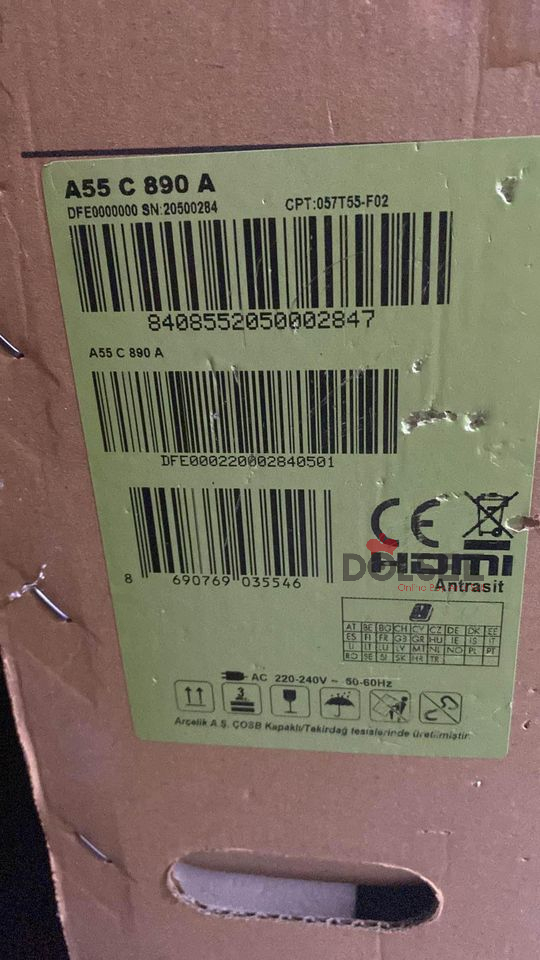 A55 C 890 A
DFE0000000 SN:20500284 CPT:057T55-F02
8408552050002847
A55 C 890 A
DFE000220002840501
8 690769 035546
CE
HDMI
Antrasit
AT BE BG CH CY CZ DE DK EE
ES FI FR GB GR HU IE IS IT
LI LT LU LV MT NL NO PL PT
RO SE SI SK HR TR
AC 220-240V ~ 50-60Hz
3
Arçelik A.Ş. ÇOSB Kapaklı/Tekirdağ tesislerinde üretilmiştir.